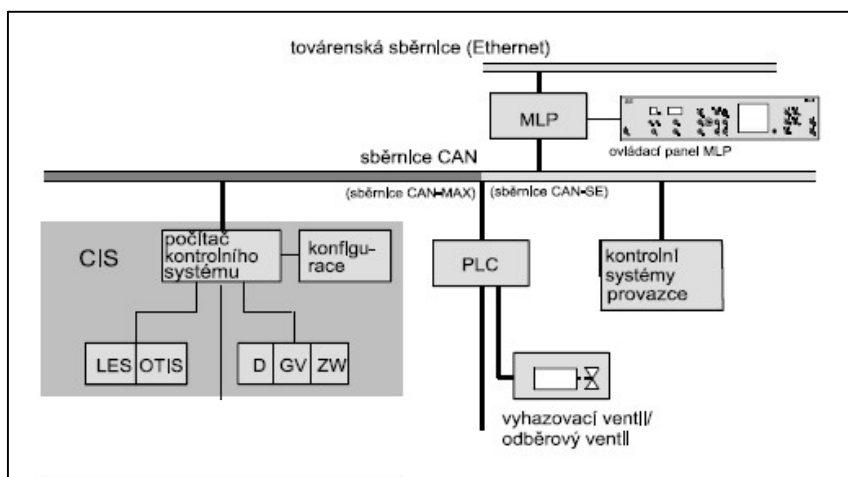 továrenská sběrnice (Ethernet)
MLP
ovládací panel MLP
sběrnice CAN
(sběrnice CAN-MAX)
(sběrnice CAN-SE)
CIS
počítač
kontrolního
systému
konfigu-
race
PLC
kontrolní
systémy
provazce
LES
OTIS
D
GV
ZW
vyhazovací ventil/
odběrový ventil